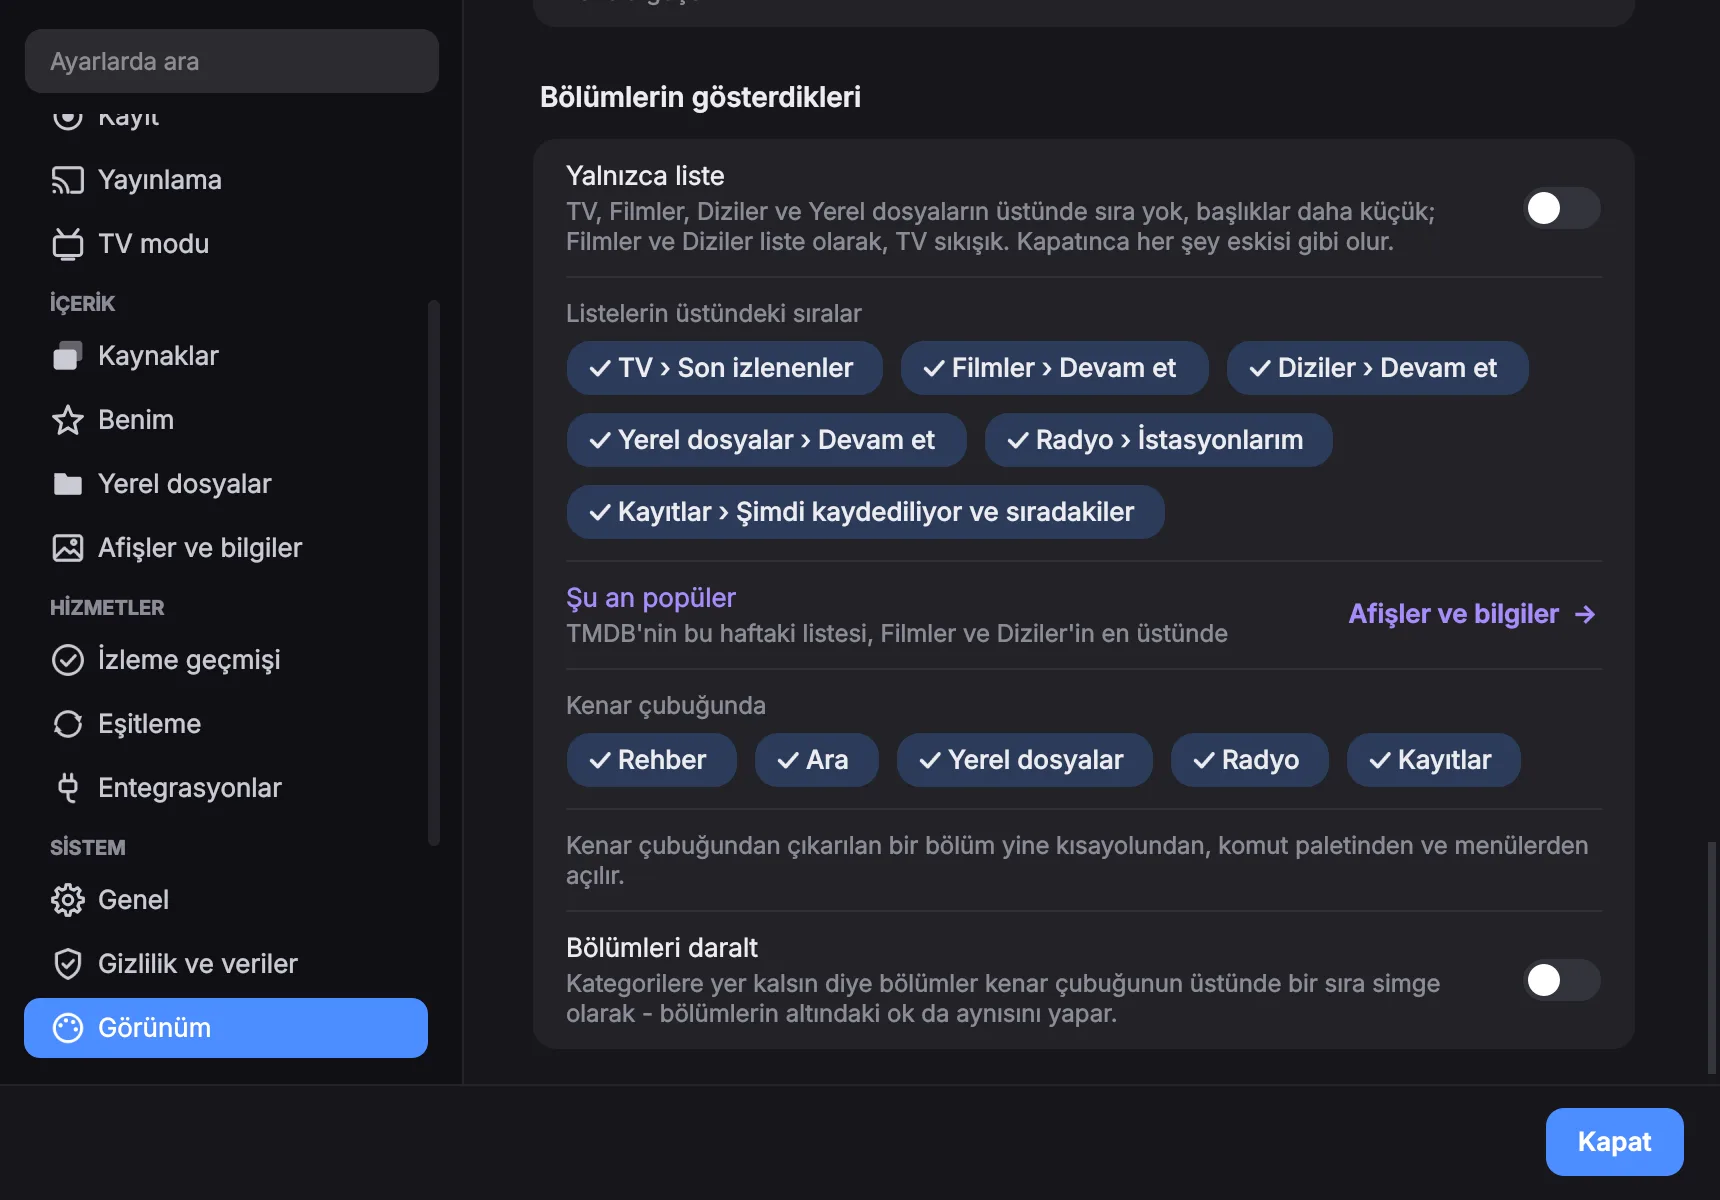 Ayarlarda ara
Kayıt
Yayınlama
TV modu
İÇERİK
Kaynaklar
Benim
Yerel dosyalar
Afişler ve bilgiler
HİZMETLER
İzleme geçmişi
Eşitleme
Entegrasyonlar
SİSTEM
Genel
Gizlilik ve veriler
Görünüm
Bölümlerin gösterdikleri
Yalnızca liste
TV, Filmler, Diziler ve Yerel dosyaların üstünde sıra yok, başlıklar daha küçük;
Filmler ve Diziler liste olarak, TV sıkışık. Kapatınca her şey eskisi gibi olur.
Listelerin üstündeki sıralar
✓ TV › Son izlenenler ✓ Filmler › Devam et ✓ Diziler › Devam et
✓ Yerel dosyalar › Devam et ✓ Radyo › İstasyonlarım
✓ Kayıtlar › Şimdi kaydediliyor ve sıradakiler
Şu an popüler
TMDB'nin bu haftaki listesi, Filmler ve Diziler'in en üstünde
Afişler ve bilgiler →
Kenar çubuğunda
✓ Rehber ✓ Ara ✓ Yerel dosyalar ✓ Radyo ✓ Kayıtlar
Kenar çubuğundan çıkarılan bir bölüm yine kısayolundan, komut paletinden ve menülerden
açılır.
Bölümleri daralt
Kategorilere yer kalsın diye bölümler kenar çubuğunun üstünde bir sıra simge
olarak - bölümlerin altındaki ok da aynısını yapar.
Kapat